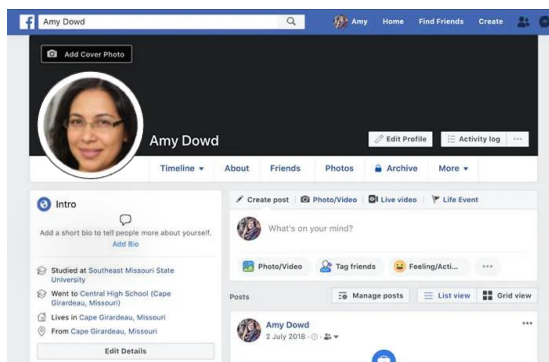 Amy Dowd
Amy
Home
Find Friends
Create
Add Cover Photo
Amy Dowd
Edit Profile
Activity log
Timeline
About
Friends
Photos
Archive
More
Intro
Add a short bio to tell people more about yourself.
Add Bio
Studied at Southeast Missouri State
University
Went to Central High School (Cape
Girardeau, Missouri)
Lives in Cape Girardeau, Missouri
From Cape Girardeau, Missouri
Edit Details
Create post
Photo/Video
Live video
Life Event
What's on your mind?
Photo/Video
Tag friends
Feeling/Acti...
Posts
Manage posts
List view
Grid view
Amy Dowd
2 July 2018